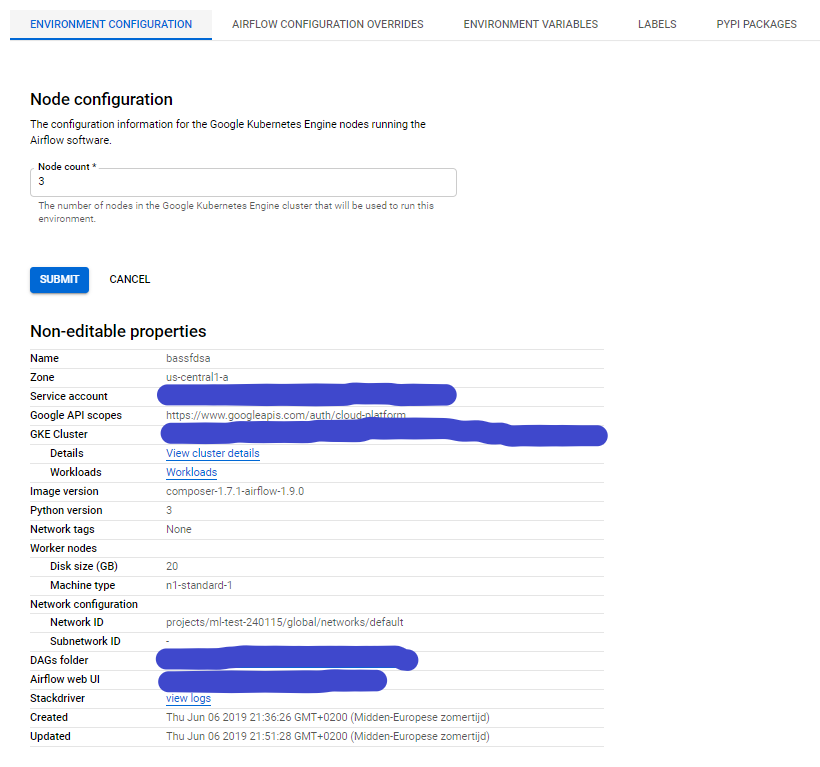 ENVIRONMENT CONFIGURATION AIRFLOW CONFIGURATION OVERRIDES ENVIRONMENT VARIABLES LABELS PYPI PACKAGES
Node configuration
The configuration information for the Google Kubernetes Engine nodes running the
Airflow software.
Node count *
3
The number of nodes in the Google Kubernetes Engine cluster that will be used to run this
environment.
SUBMIT CANCEL
Non-editable properties
Name bassfdsa
Zone us-central1-a
Service account
Google API scopes https://www.googleapis.com/auth/cloud-platform
GKE Cluster
Details View cluster details
Workloads Workloads
Image version composer-1.7.1-airflow-1.9.0
Python version 3
Network tags None
Worker nodes
Disk size (GB) 20
Machine type n1-standard-1
Network configuration
Network ID projects/ml-test-240115/global/networks/default
Subnetwork ID -
DAGs folder
Airflow web UI
Stackdriver view logs
Created Thu Jun 06 2019 21:36:26 GMT+0200 (Midden-Europese zomertijd)
Updated Thu Jun 06 2019 21:51:28 GMT+0200 (Midden-Europese zomertijd)